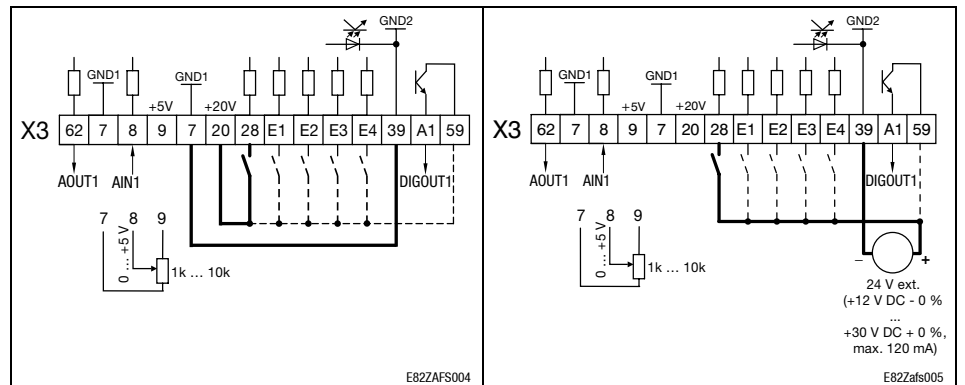 GND2
GND1
GND1
+5V
+20V
X3 62 7 8 9 7 20 28 E1 E2 E3 E4 39 A1 59
AOUT1 AIN1
DIGOUT1
7 8 9
0 ... +5 V
1k ... 10k
E82ZAFS004
GND2
GND1
GND1
+5V
+20V
X3 62 7 8 9 7 20 28 E1 E2 E3 E4 39 A1 59
AOUT1 AIN1
DIGOUT1
7 8 9
0 ... +5 V
1k ... 10k
– +
24 V ext.
(+12 V DC - 0 %
...
+30 V DC + 0 %,
max. 120 mA)
E82Zafs005